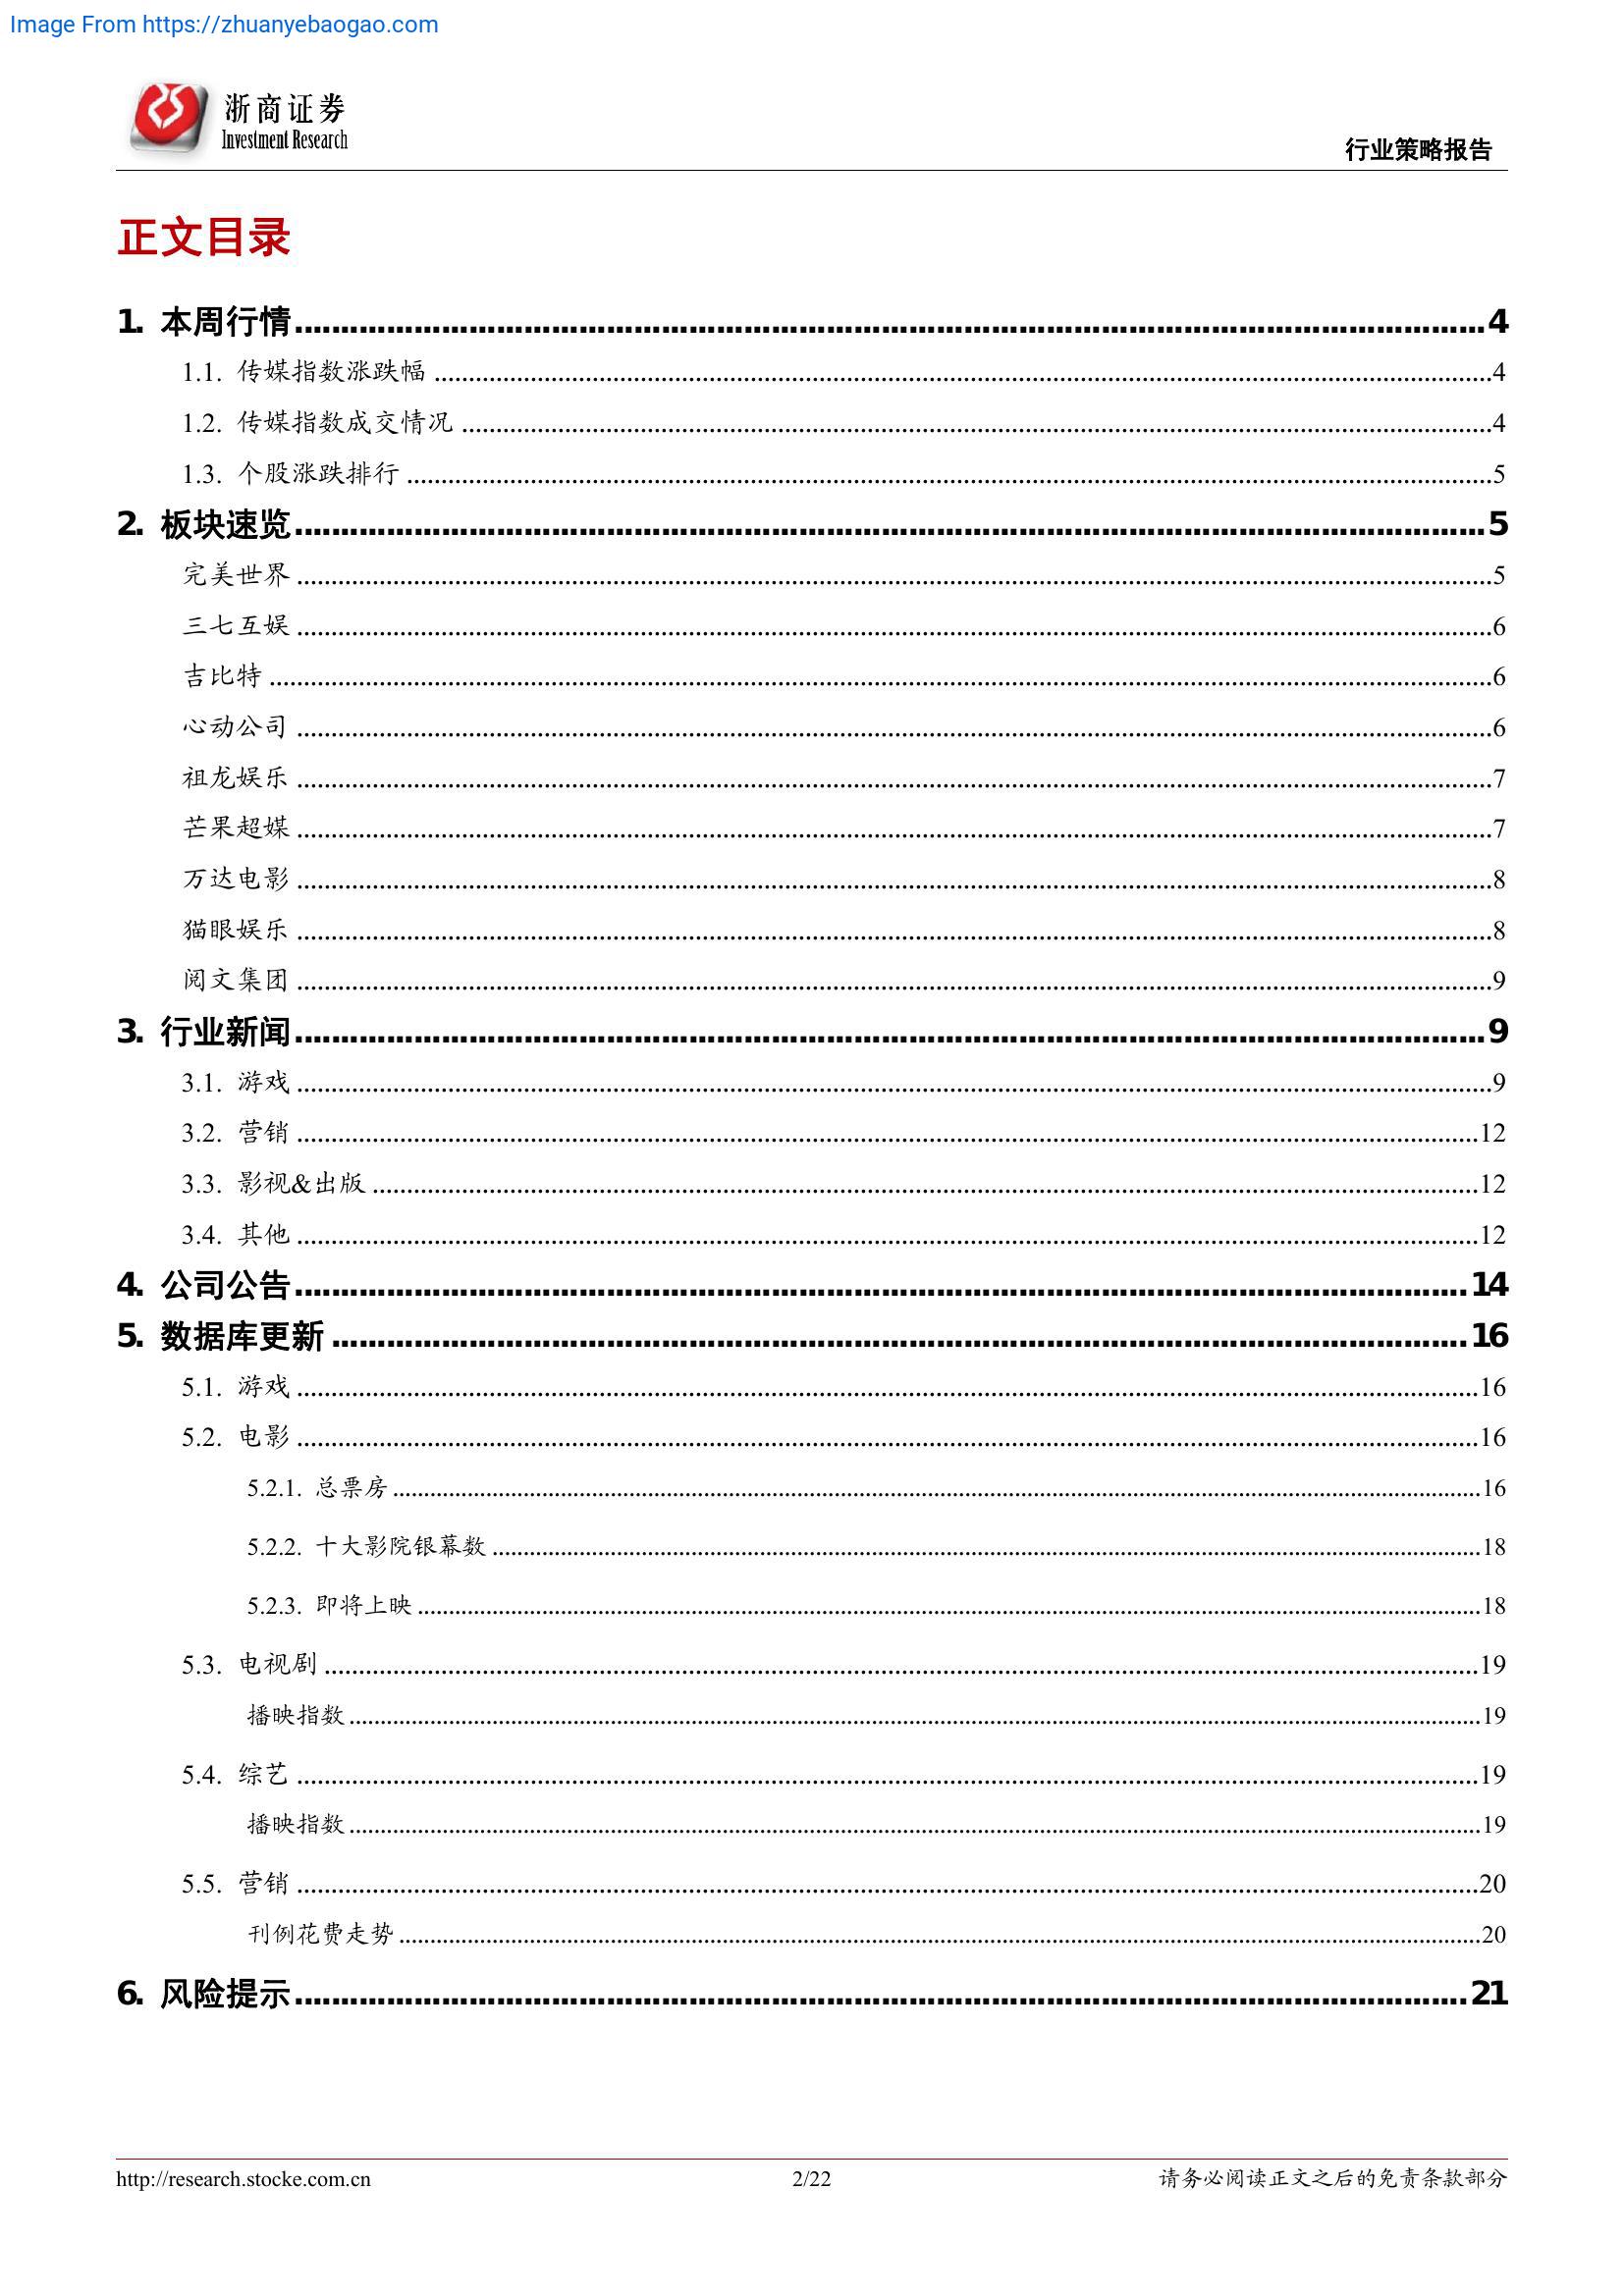 Image From https://zhuanyebaogao.com
浙商证券
Investment Research
行业策略报告
正文目录
1. 本周行情........4
1.1. 传媒指数涨跌幅........4
1.2. 传媒指数成交情况........4
1.3. 个股涨跌排行........5
2. 板块速览........5
完美世界........5
三七互娱........6
吉比特........6
心动公司........6
祖龙娱乐........7
芒果超媒........7
万达电影........8
猫眼娱乐........8
阅文集团........9
3. 行业新闻........9
3.1. 游戏........9
3.2. 营销........12
3.3. 影视&出版........12
3.4. 其他........12
4. 公司公告........14
5. 数据库更新........16
5.1. 游戏........16
5.2. 电影........16
5.2.1. 总票房........16
5.2.2. 十大影院银幕数........18
5.2.3. 即将上映........18
5.3. 电视剧........19
播映指数........19
5.4. 综艺........19
播映指数........19
5.5. 营销........20
刊例花费走势........20
6. 风险提示........21
http://research.stocke.com.cn 2/22 请务必阅读正文之后的免责条款部分